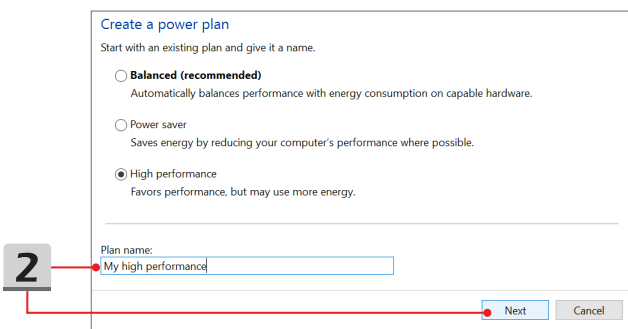 Create a power plan
Start with an existing plan and give it a name.
Balanced (recommended)
Automatically balances performance with energy consumption on capable hardware.
Power saver
Saves energy by reducing your computer's performance where possible.
High performance
Favors performance, but may use more energy.
Plan name:
My high performance
2
Next Cancel